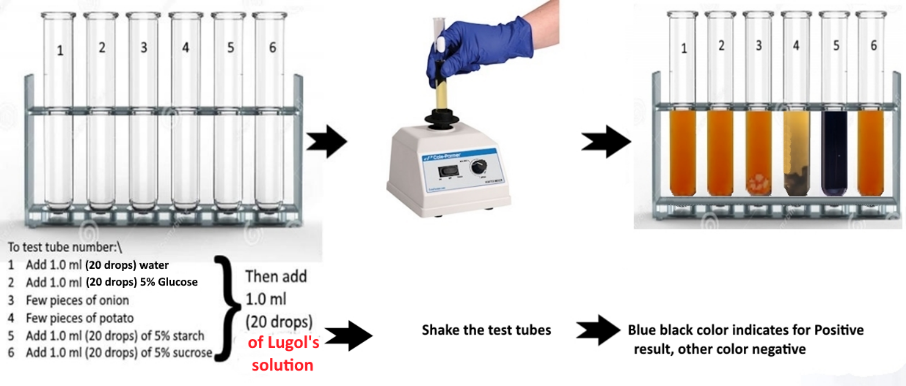 1 2 3 4 5 6
Cole-Parmer
1 2 3 4 5 6
To test tube number:\
1 Add 1.0 ml (20 drops) water
2 Add 1.0 ml (20 drops) 5% Glucose
3 Few pieces of onion
4 Few pieces of potato
5 Add 1.0 ml (20 drops) of 5% starch
6 Add 1.0 ml (20 drops) of 5% sucrose
Then add
1.0 ml
(20 drops)
of Lugol's
solution
Shake the test tubes
Blue black color indicates for Positive
result, other color negative